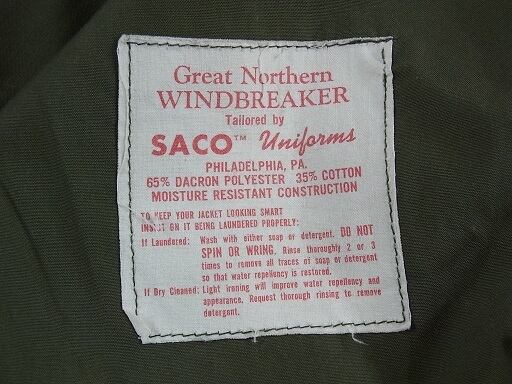 Great Northern
WINDBREAKER
Tailored by
SACO™ Uniforms
PHILADELPHIA, PA.
65% DACRON POLYESTER 35% COTTON
MOISTURE RESISTANT CONSTRUCTION
TO KEEP YOUR JACKET LOOKING SMART
INSIST ON IT BEING LAUNDERED PROPERLY:
If Laundered: Wash with either soap or detergent. DO NOT
SPIN OR WRING. Rinse thoroughly 2 or 3
times to remove all traces of soap or detergent
so that water repellency is restored.
If Dry Cleaned: Light ironing will improve water repellency and
appearance. Request thorough rinsing to remove
detergent.